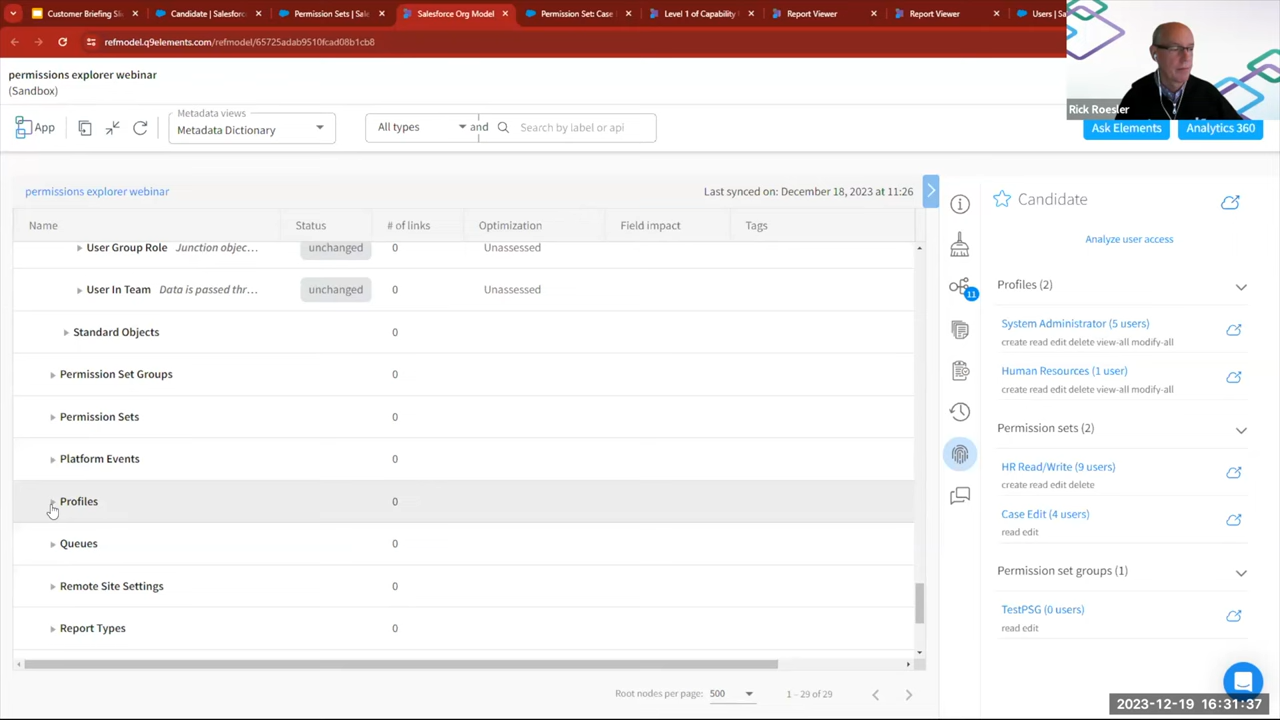 Customer Briefing Sli
Candidate | Salesforc
Permission Sets | Sal
Salesforce Org Model
Permission Set: Case
Level 1 of Capability
Report Viewer
Report Viewer
Users | Sa
refmodel.q9elements.com/refmodel/65725adab9510fcad08b1cb8
permissions explorer webinar
(Sandbox)
Rick Roesler
App
Metadata views
Metadata Dictionary
All types
and
Search by label or api
Ask Elements
Analytics 360
permissions explorer webinar
Last synced on: December 18, 2023 at 11:26
Name Status # of links Optimization Field impact Tags
User Group Role Junction objec... unchanged 0 Unassessed
User In Team Data is passed thr... unchanged 0 Unassessed
Standard Objects 0
Permission Set Groups 0
Permission Sets 0
Platform Events 0
Profiles 0
Queues 0
Remote Site Settings 0
Report Types 0
Root nodes per page: 500 1 - 29 of 29
11
Candidate
Analyze user access
Profiles (2)
System Administrator (5 users)
create read edit delete view-all modify-all
Human Resources (1 user)
create read edit delete view-all modify-all
Permission sets (2)
HR Read/Write (9 users)
create read edit delete
Case Edit (4 users)
read edit
Permission set groups (1)
TestPSG (0 users)
read edit
2023-12-19 16:31:37